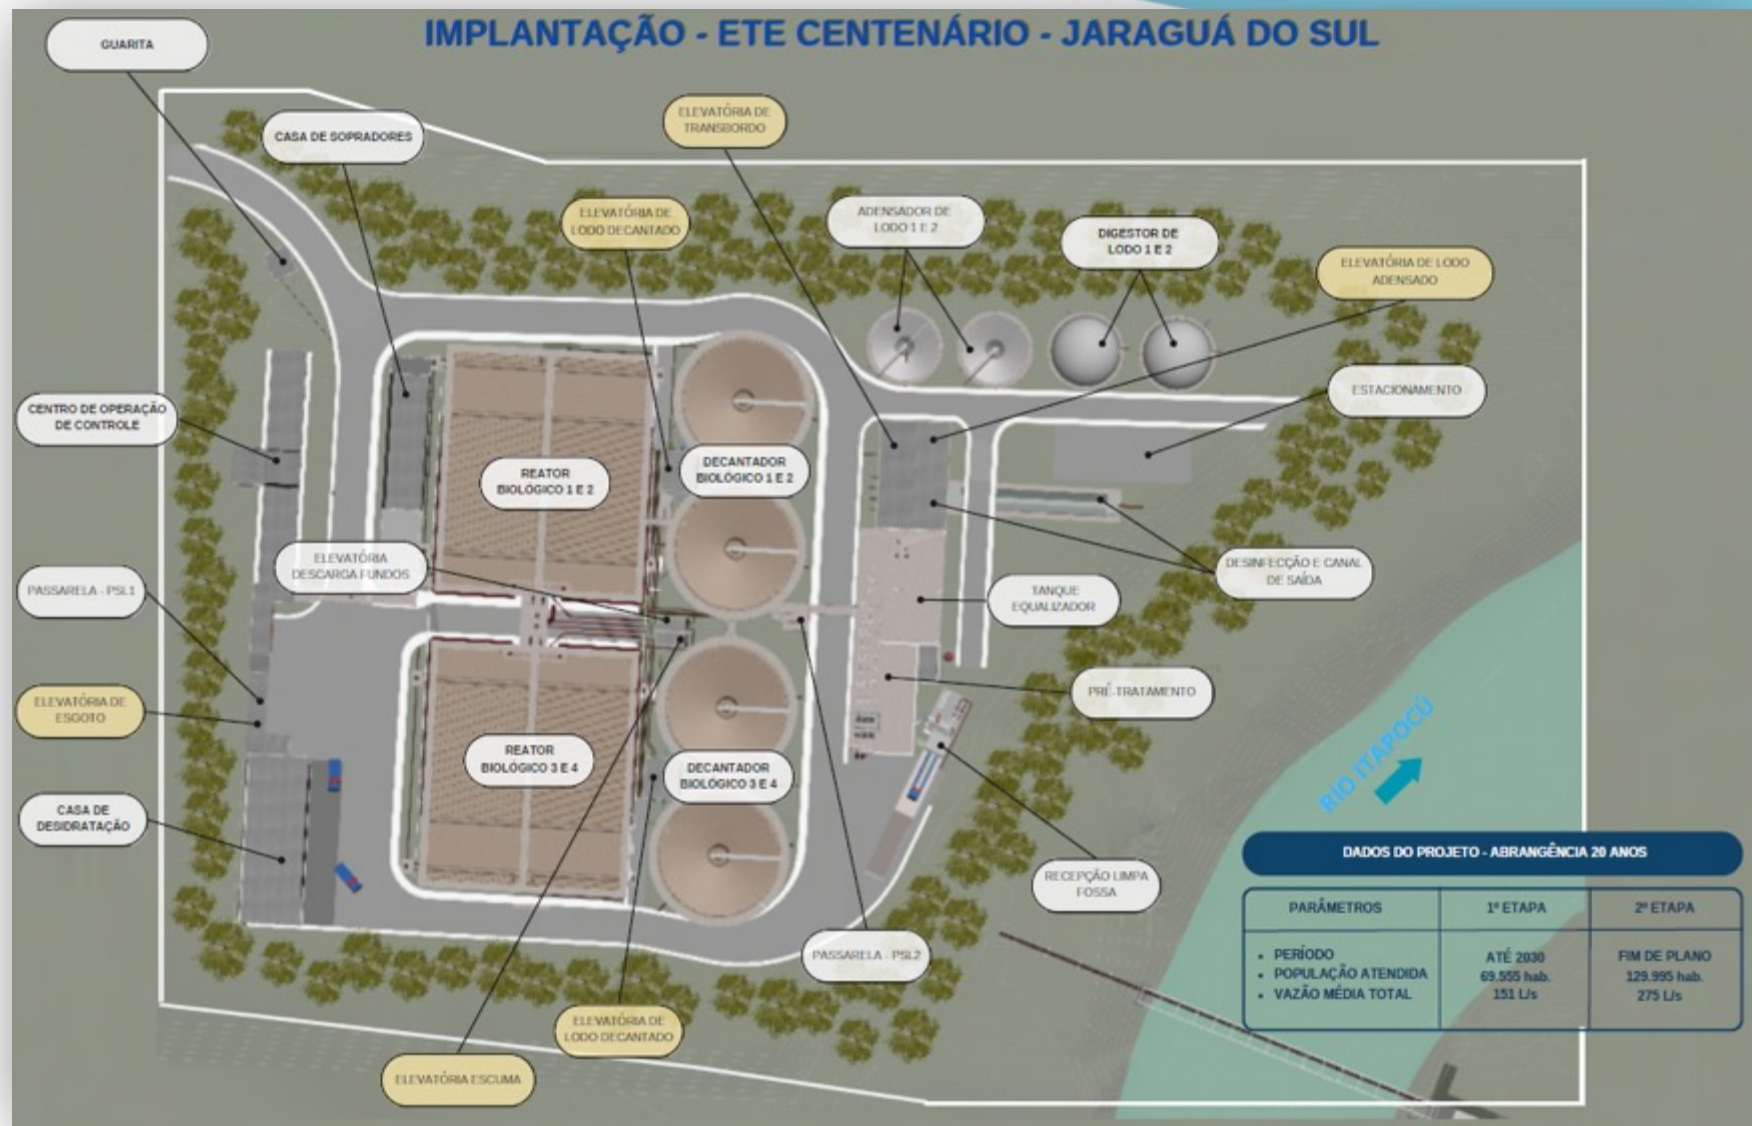 IMPLANTAÇÃO - ETE CENTENÁRIO - JARAGUÁ DO SUL
GUARITA
CASA DE SOPRADORES
ELEVATÓRIA DE
TRANSBORDO
ELEVATÓRIA DE
LODO DECANTADO
ADENSADOR DE
LODO 1 E 2
DIGESTOR DE
LODO 1 E 2
ELEVATÓRIA DE LODO
ADENSADO
ESTACIONAMENTO
CENTRO DE OPERAÇÃO
DE CONTROLE
REATOR
BIOLÓGICO 1 E 2
DECANTADOR
BIOLÓGICO 1 E 2
ELEVATÓRIA
DESCARGA FUNDOS
DESINFECÇÃO E CANAL
DE SAÍDA
PASSARELA - PSL1
TANQUE
EQUALIZADOR
PRÉ-TRATAMENTO
ELEVATÓRIA DE
ESGOTO
REATOR
BIOLÓGICO 3 E 4
DECANTADOR
BIOLÓGICO 3 E 4
RIO ITAPOCÚ
CASA DE
DESIDRATAÇÃO
RECEPÇÃO LIMPA
FOSSA
PASSARELA - PSL2
ELEVATÓRIA DE
LODO DECANTADO
ELEVATÓRIA ESCUMA
DADOS DO PROJETO - ABRANGÊNCIA 20 ANOS
PARÂMETROS 1ª ETAPA 2ª ETAPA
• PERÍODO ATÉ 2030 FIM DE PLANO
• POPULAÇÃO ATENDIDA 69.555 hab. 129.995 hab.
• VAZÃO MÉDIA TOTAL 151 L/s 275 L/s